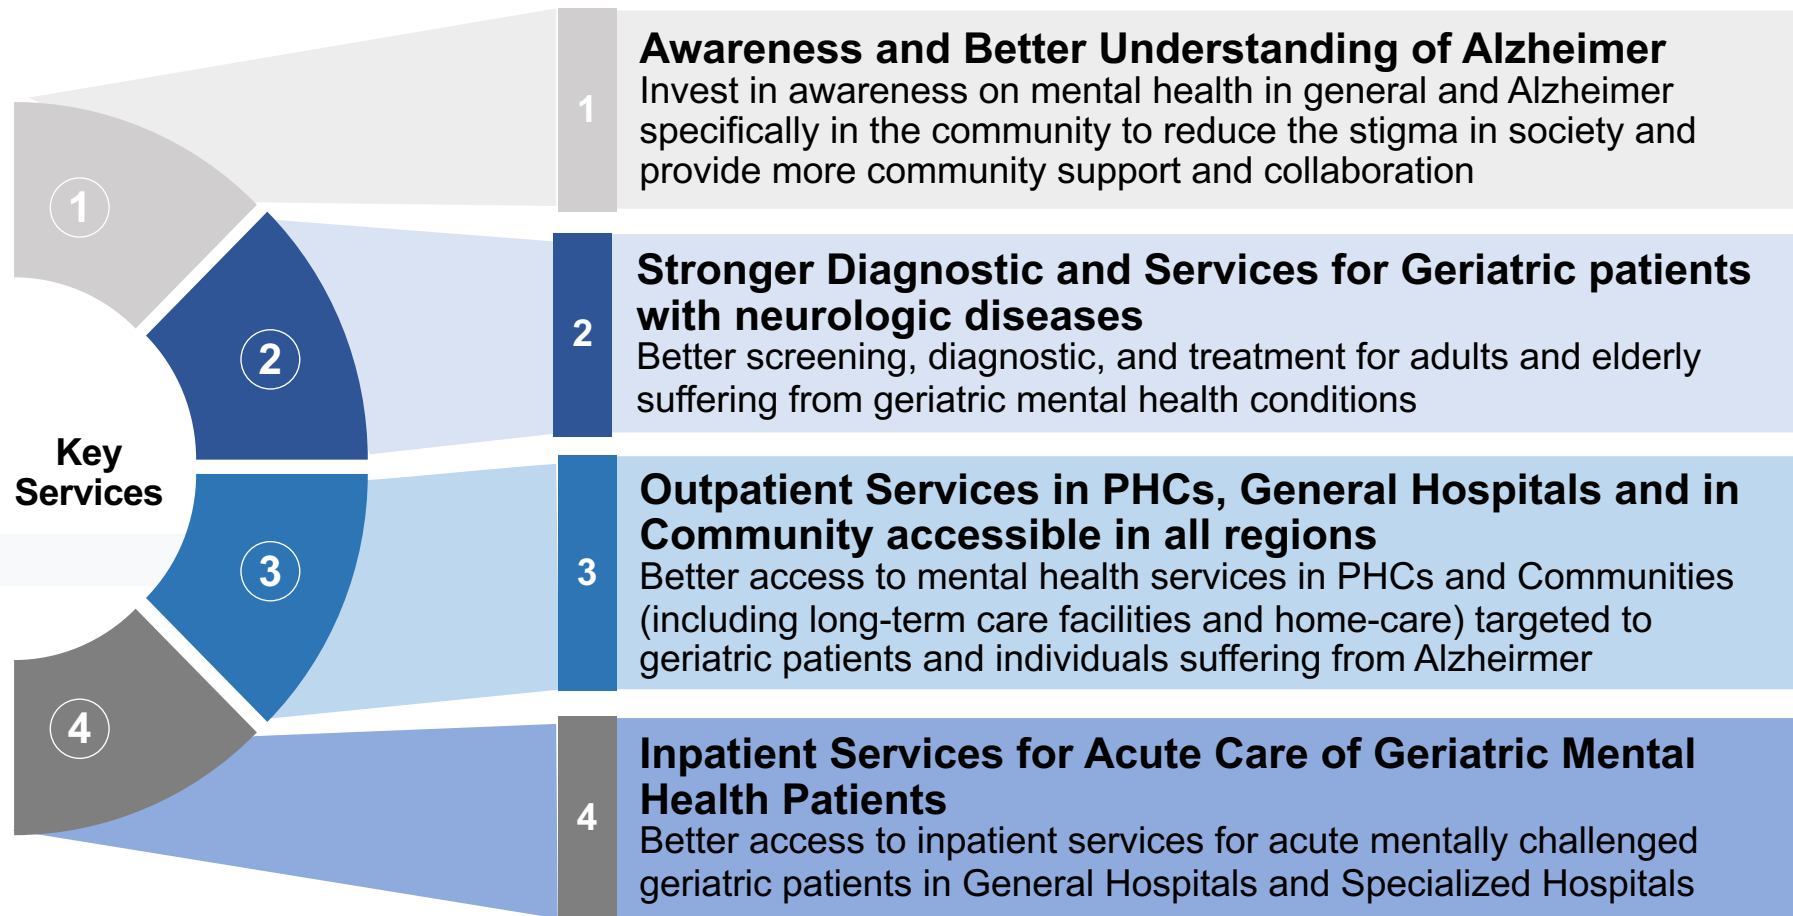 Key
Services
1
2
3
4
1
Awareness and Better Understanding of Alzheimer
Invest in awareness on mental health in general and Alzheimer
specifically in the community to reduce the stigma in society and
provide more community support and collaboration
2
Stronger Diagnostic and Services for Geriatric patients
with neurologic diseases
Better screening, diagnostic, and treatment for adults and elderly
suffering from geriatric mental health conditions
3
Outpatient Services in PHCs, General Hospitals and in
Community accessible in all regions
Better access to mental health services in PHCs and Communities
(including long-term care facilities and home-care) targeted to
geriatric patients and individuals suffering from Alzheirmer
4
Inpatient Services for Acute Care of Geriatric Mental
Health Patients
Better access to inpatient services for acute mentally challenged
geriatric patients in General Hospitals and Specialized Hospitals